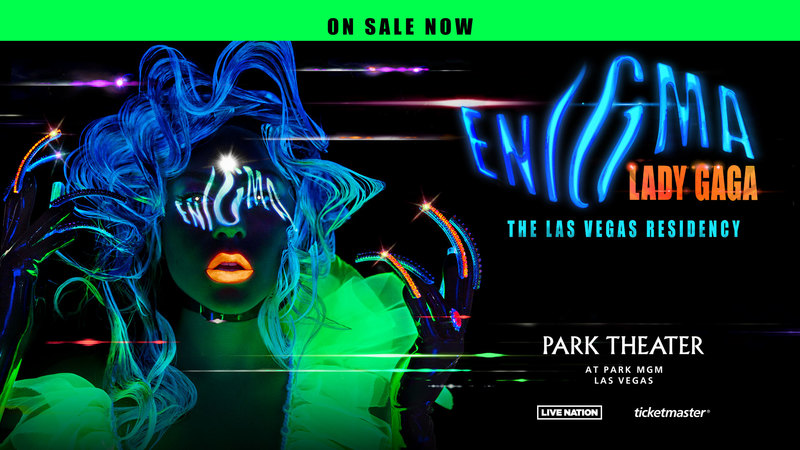 ON SALE NOW
ENIGMA
LADY GAGA
THE LAS VEGAS RESIDENCY
ENIGMA
PARK THEATER
AT PARK MGM
LAS VEGAS
LIVE NATION
ticketmaster®